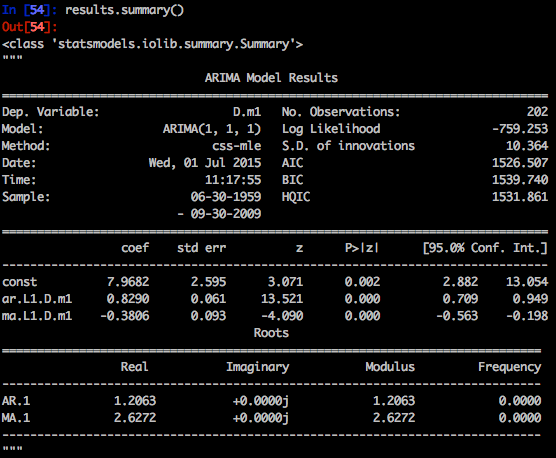 In [54]: results.summary()
Out[54]:
<class 'statsmodels.iolib.summary.Summary'>
"""
                             ARIMA Model Results
==============================================================================
Dep. Variable:                   D.m1   No. Observations:                  202
Model:                 ARIMA(1, 1, 1)   Log Likelihood                -759.253
Method:                       css-mle   S.D. of innovations             10.364
Date:                Wed, 01 Jul 2015   AIC                           1526.507
Time:                        11:17:55   BIC                           1539.740
Sample:                    06-30-1959   HQIC                          1531.861
                         - 09-30-2009
==============================================================================
                 coef    std err          z      P>|z|      [95.0% Conf. Int.]
------------------------------------------------------------------------------
const          7.9682      2.595      3.071      0.002         2.882    13.054
ar.L1.D.m1     0.8290      0.061     13.521      0.000         0.709     0.949
ma.L1.D.m1    -0.3806      0.093     -4.090      0.000        -0.563    -0.198
                                    Roots
=============================================================================
                 Real           Imaginary           Modulus         Frequency
-----------------------------------------------------------------------------
AR.1            1.2063           +0.0000j            1.2063            0.0000
MA.1            2.6272           +0.0000j            2.6272            0.0000
-----------------------------------------------------------------------------
"""